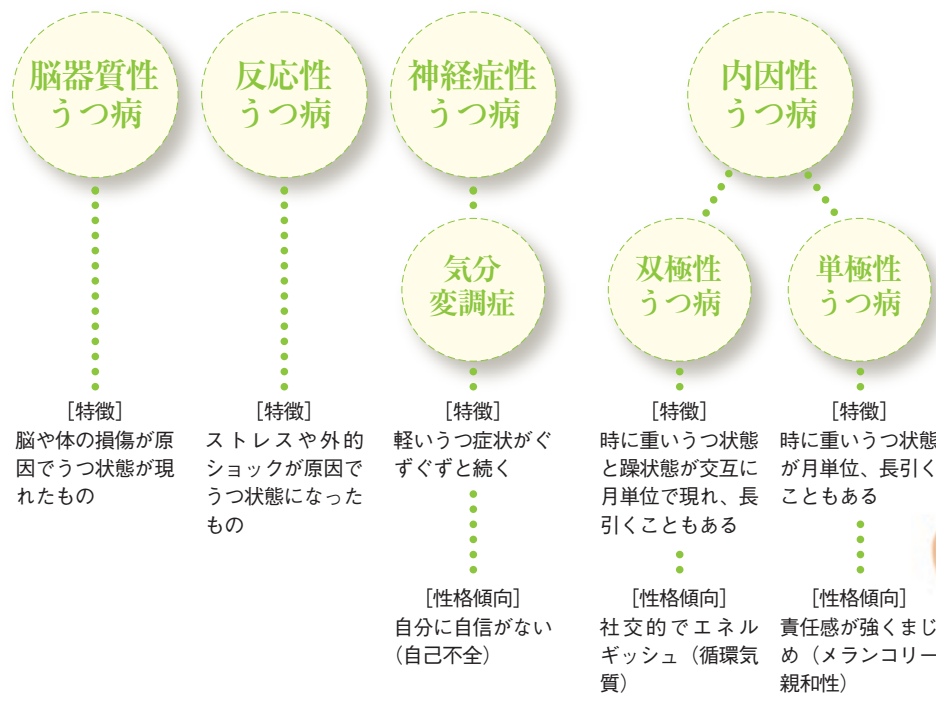 脳器質性
うつ病
反応性
うつ病
神経症性
うつ病
内因性
うつ病
気分
変調症
双極性
うつ病
単極性
うつ病
［特徴］
脳や体の損傷が原
因でうつ状態が現
れたもの
［特徴］
ストレスや外的
ショックが原因で
うつ状態になった
もの
［特徴］
軽いうつ症状がぐ
ずぐずと続く
［性格傾向］
自分に自信がない
（自己不全）
［特徴］
時に重いうつ状態
と躁状態が交互に
月単位で現れ、長
引くこともある
［性格傾向］
社交的でエネル
ギッシュ（循環気
質）
［特徴］
時に重いうつ状態
が月単位、長引く
こともある
［性格傾向］
責任感が強くまじ
め（メランコリー
親和性）